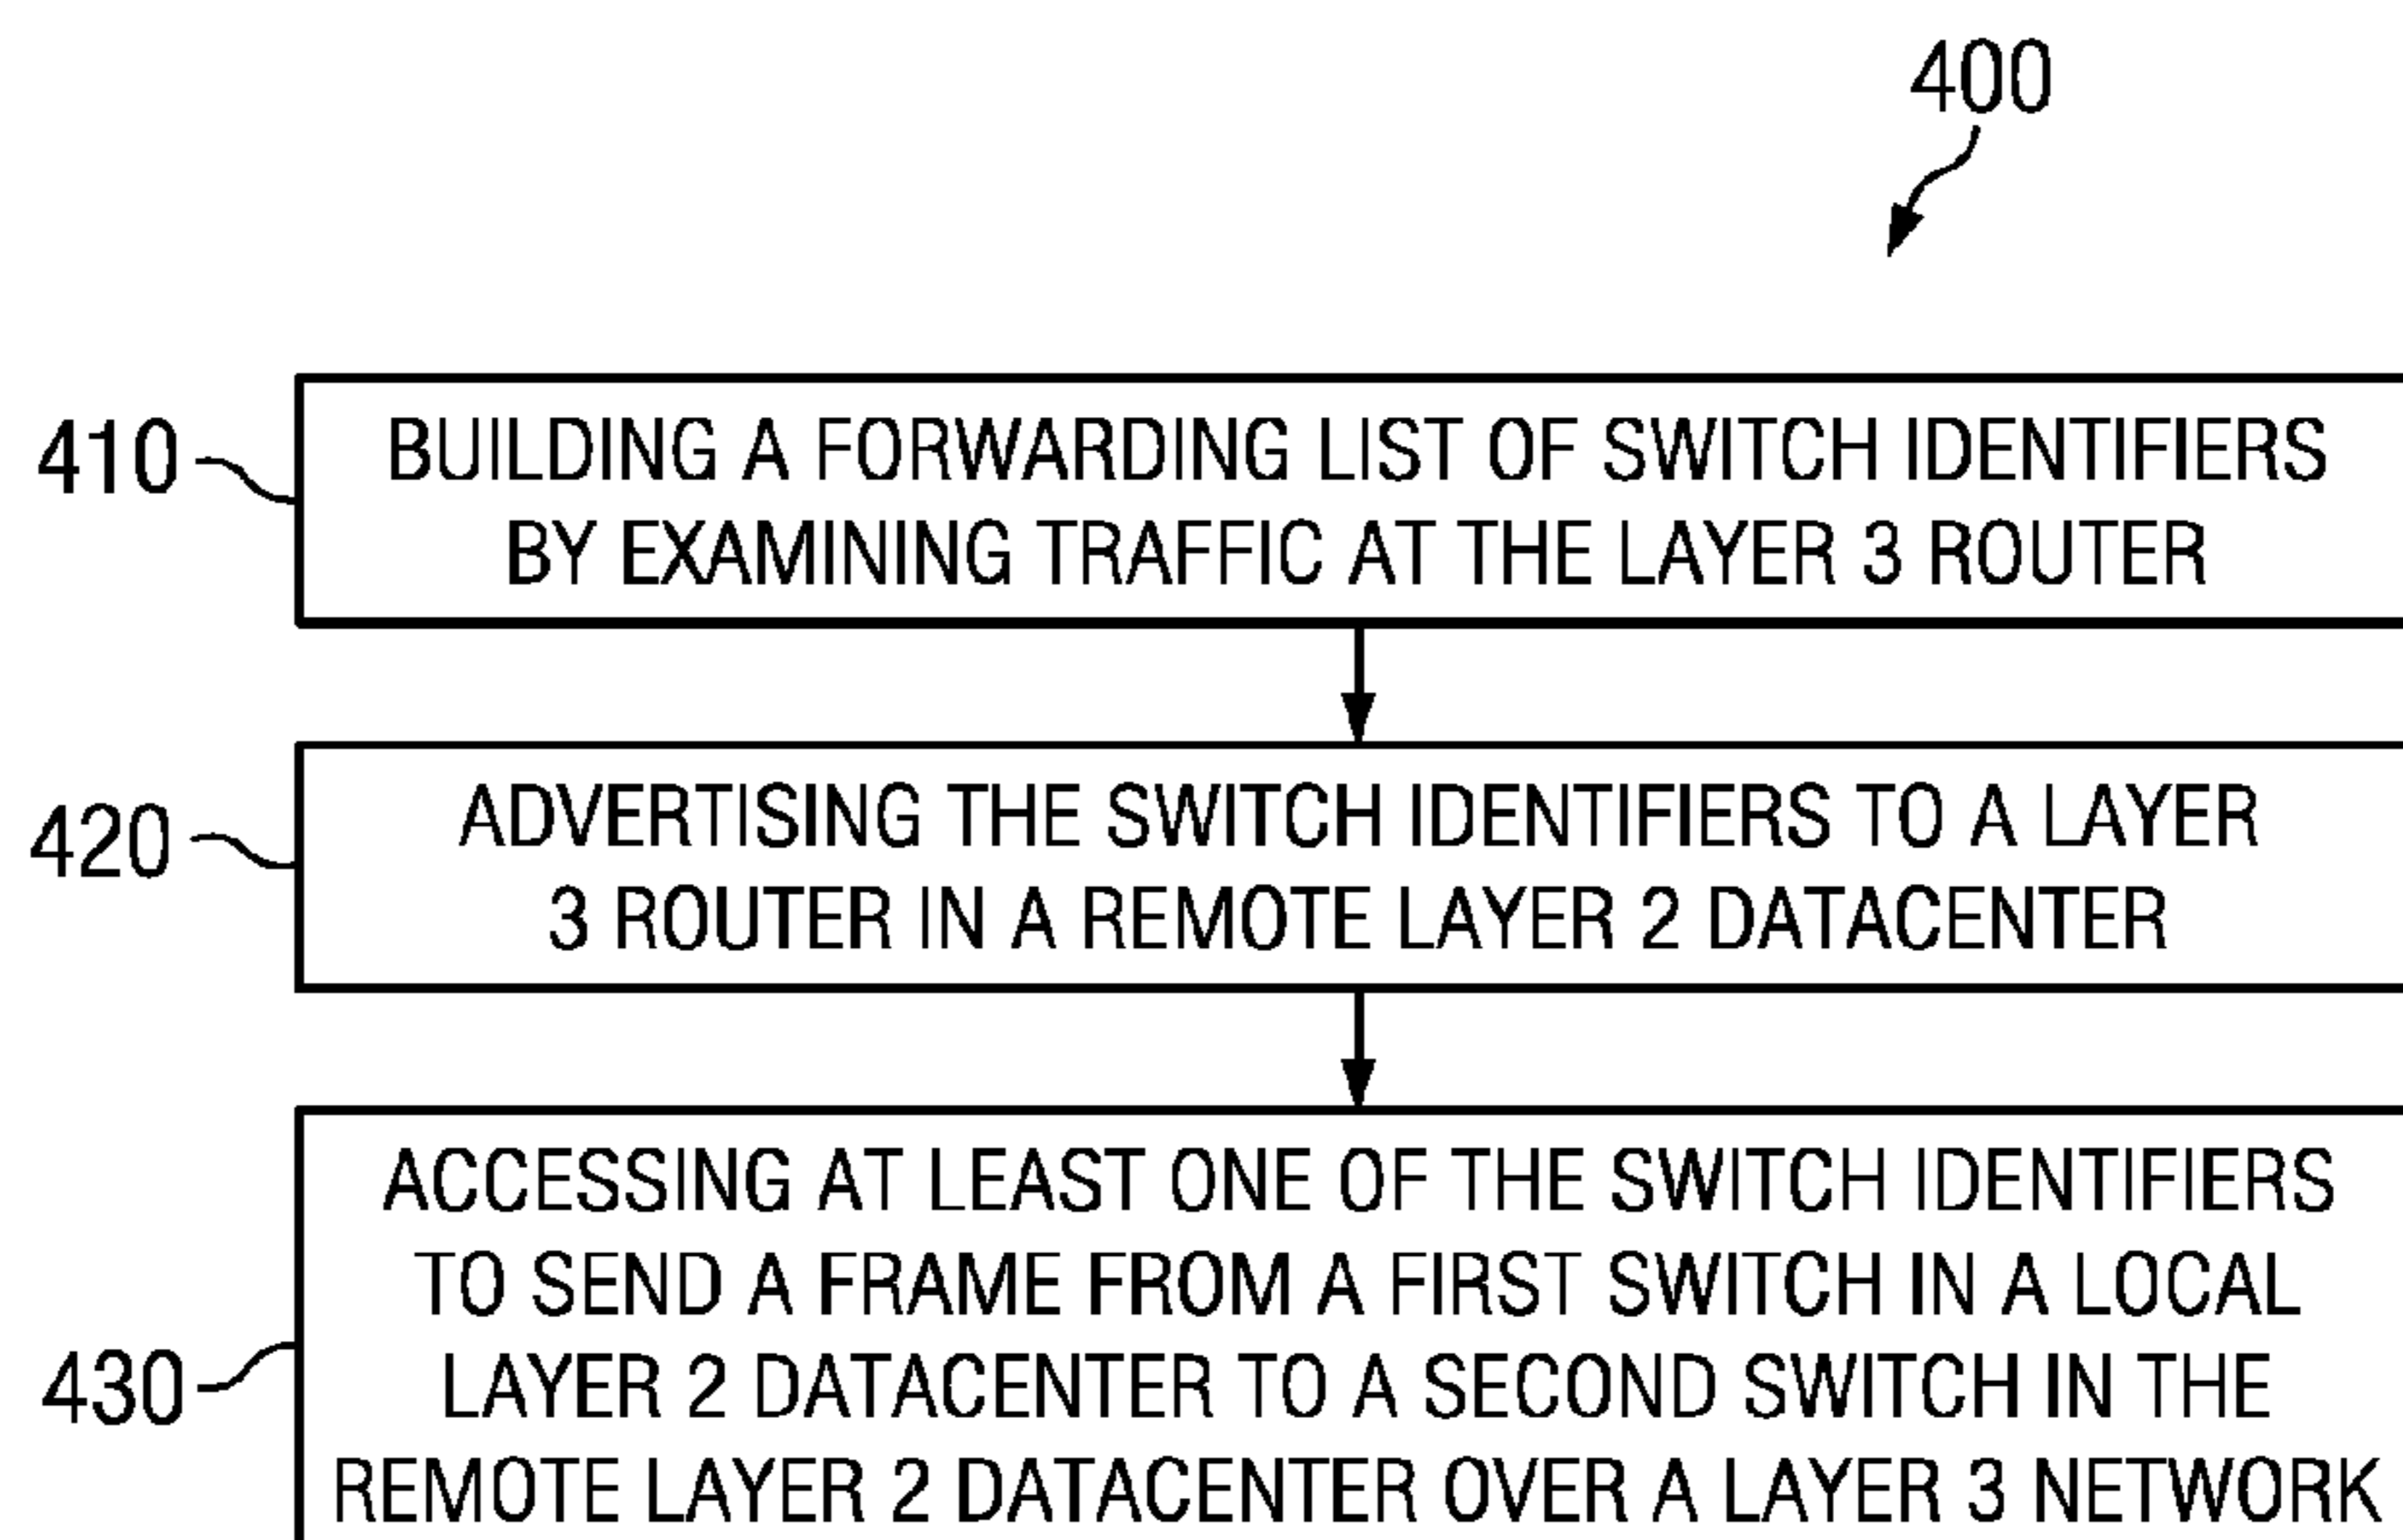 400
410
BUILDING A FORWARDING LIST OF SWITCH IDENTIFIERS
BY EXAMINING TRAFFIC AT THE LAYER 3 ROUTER
420
ADVERTISING THE SWITCH IDENTIFIERS TO A LAYER
3 ROUTER IN A REMOTE LAYER 2 DATACENTER
430
ACCESSING AT LEAST ONE OF THE SWITCH IDENTIFIERS
TO SEND A FRAME FROM A FIRST SWITCH IN A LOCAL
LAYER 2 DATACENTER TO A SECOND SWITCH IN THE
REMOTE LAYER 2 DATACENTER OVER A LAYER 3 NETWORK